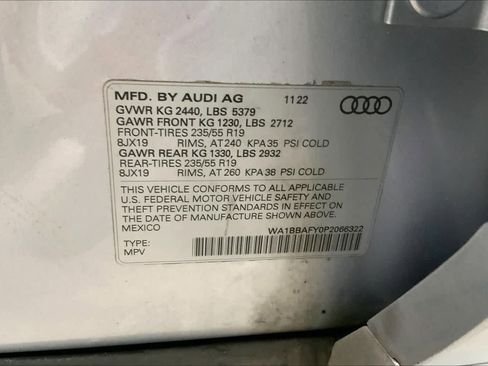 MFD. BY AUDI AG 11 22
GVWR KG 2440, LBS 5379
GAWR FRONT KG 1230, LBS 2712
FRONT-TIRES 235/55 R19
8JX19 RIMS, AT 240 KPA 35 PSI COLD
GAWR REAR KG 1330, LBS 2932
REAR-TIRES 235/55 R19
8JX19 RIMS, AT 260 KPA 38 PSI COLD
THIS VEHICLE CONFORMS TO ALL APPLICABLE
U.S. FEDERAL MOTOR VEHICLE SAFETY AND
THEFT PREVENTION STANDARDS IN EFFECT ON
DATE OF MANUFACTURE SHOWN ABOVE.
MEXICO WA1BBAFY0P2066322
TYPE:
MPV